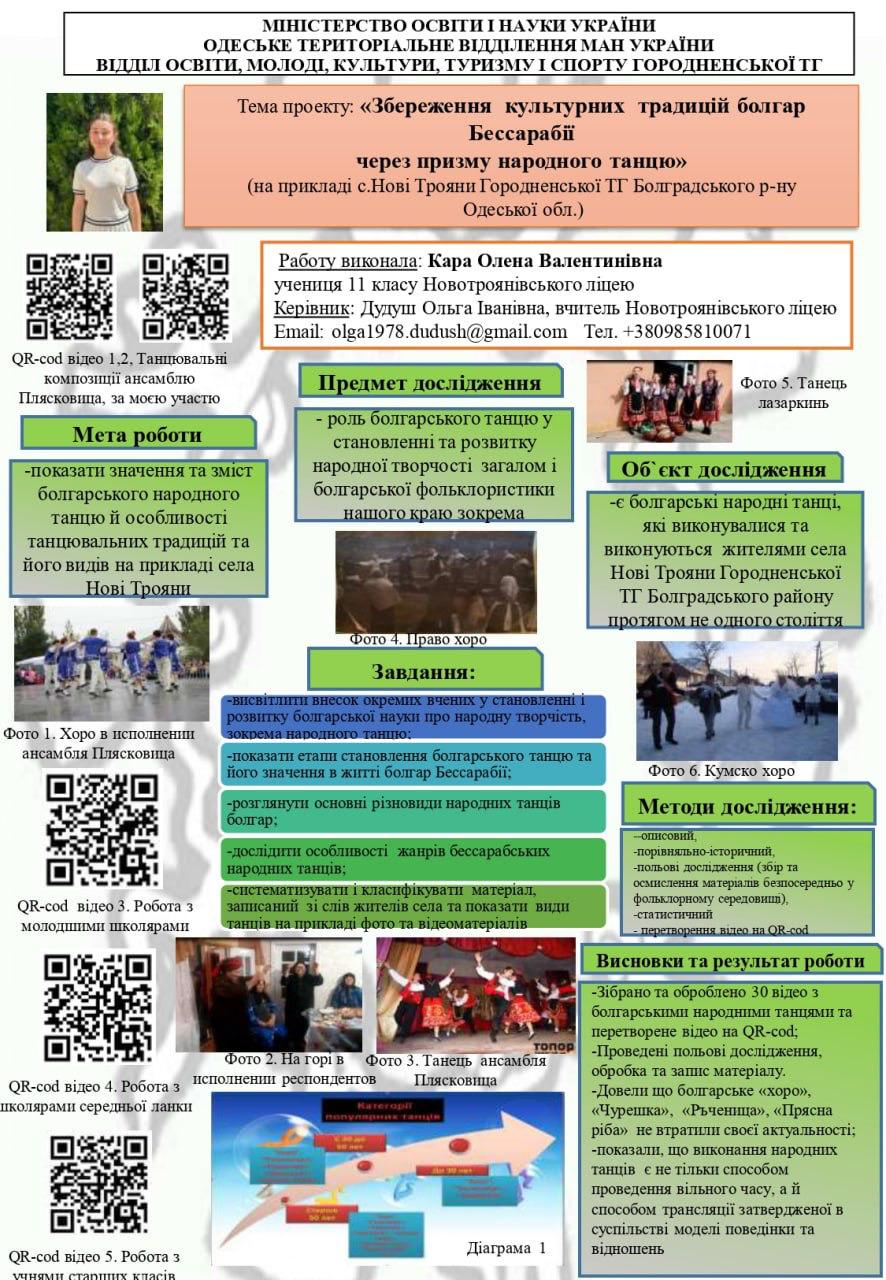 МІНІСТЕРСТВО ОСВІТИ І НАУКИ УКРАЇНИ
ОДЕСЬКЕ ТЕРИТОРІАЛЬНЕ ВІДДІЛЕННЯ МАН УКРАЇНИ
ВІДДІЛ ОСВІТИ, МОЛОДІ, КУЛЬТУРИ, ТУРИЗМУ І СПОРТУ ГОРОДНЕНСЬКОЇ ТГ
Тема проекту: «Збереження культурних традицій болгар
Бессарабії
через призму народного танцю»
(на прикладі с.Нові Трояни Городненської ТГ Болградського р-ну
Одеської обл.)
Работу виконала: Кара Олена Валентинівна
учениця 11 класу Новотроянівського ліцею
Керівник: Дудуш Ольга Іванівна, вчитель Новотроянівського ліцею
Email: olga1978.dudush@gmail.com Тел. +380985810071
QR-cod відео 1,2, Танцювальні
композиції ансамблю
Плясковица, за моєю участю
Мета роботи
-показати значення та зміст
болгарського народного
танцю й особливості
танцювальних традицій та
його видів на прикладі села
Нові Трояни
Предмет дослідження
- роль болгарського танцю у
становленні та розвитку
народної творчості загалом і
болгарської фольклористики
нашого краю зокрема
Фото 5. Танець
лазаркинь
Об`єкт дослідження
-є болгарські народні танці,
які виконувалися та
виконуються жителями села
Нові Трояни Городненської
ТГ Болградського району
протягом не одного століття
Фото 4. Право хоро
Фото 1. Хоро в исполнении
ансамбля Плясковица
Завдання:
-висвітлити внесок окремих вчених у становленні і
розвитку болгарської науки про народну творчість,
зокрема народного танцю;
-показати етапи становлення болгарського танцю та
його значення в житті болгар Бессарабії;
-розглянути основні різновиди народних танців
болгар;
-дослідити особливості жанрів бессарабських
народних танців;
-систематизувати і класифікувати матеріал,
записаний зі слів жителів села та показати види
танців на прикладі фото та відеоматеріалів
Фото 6. Кумско хоро
Методи дослідження:
--описовий,
-порівняльно-історичний,
-польові дослідження (збір та
осмислення матеріалів безпосередньо у
фольклорному середовищі),
-статистичний
- перетворення відео на QR-cod
QR-cod відео 3. Робота з
молодшими школярами
QR-cod відео 4. Робота з
школярами середньої ланки
QR-cod відео 5. Робота з
учнями старших класів
топор
Фото 2. На горі в
исполнении респондентов
Фото 3. Танець ансамбля
Плясковица
Категорії
популярних танців
С 30 до
50 лет
До 30 лет
Старше
50 лет
Діаграма 1
Висновки та результат роботи
-Зібрано та оброблено 30 відео з
болгарськими народними танцями та
перетворене відео на QR-cod;
-Проведені польові дослідження,
обробка та запис матеріалу.
-Довели що болгарське «хоро»,
«Чурешка», «Ръченица», «Прясна
ріба» не втратили своєї актуальності;
-показали, що виконання народних
танців є не тільки способом
проведення вільного часу, а й
способом трансляції затвердженої в
суспільстві моделі поведінки та
відношень